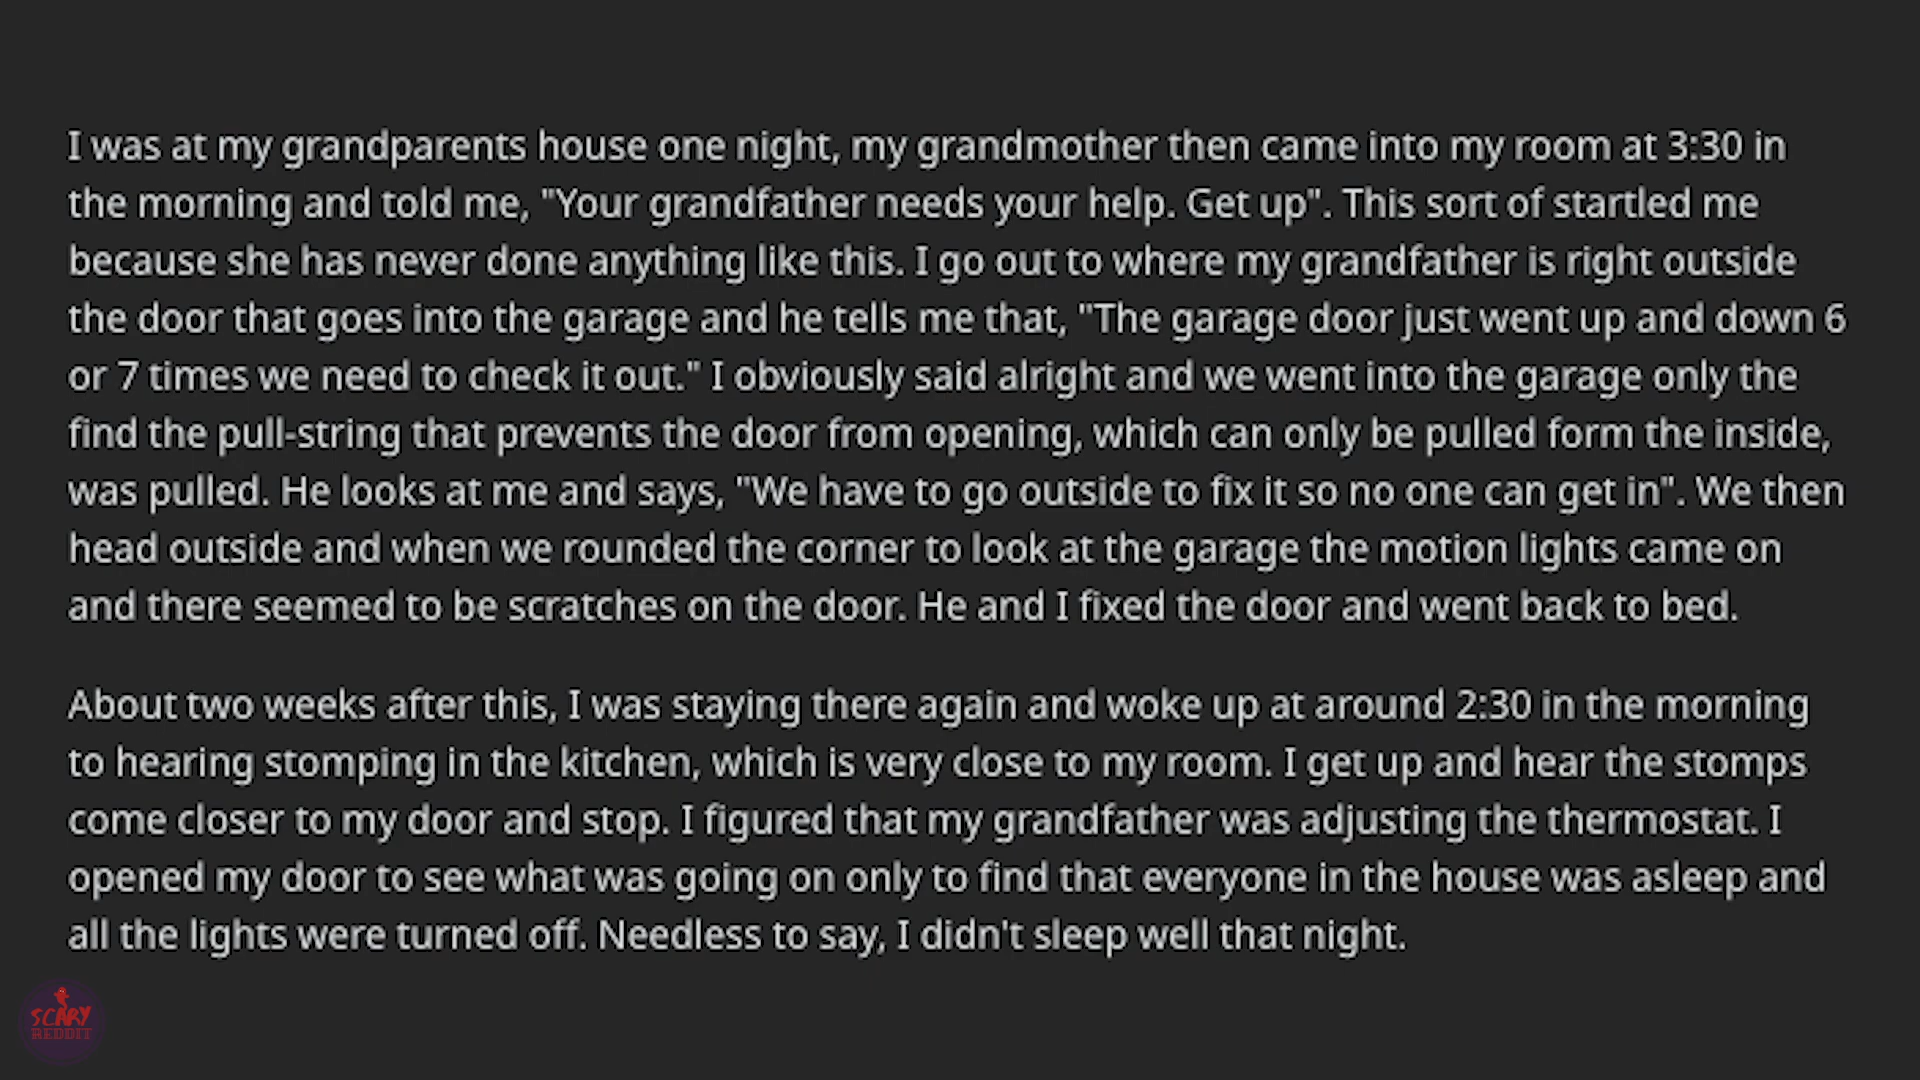 I was at my grandparents house one night, my grandmother then came into my room at 3:30 in
the morning and told me, "Your grandfather needs your help. Get up". This sort of startled me
because she has never done anything like this. I go out to where my grandfather is right outside
the door that goes into the garage and he tells me that, "The garage door just went up and down 6
or 7 times we need to check it out." I obviously said alright and we went into the garage only the
find the pull-string that prevents the door from opening, which can only be pulled form the inside,
was pulled. He looks at me and says, "We have to go outside to fix it so no one can get in". We then
head outside and when we rounded the corner to look at the garage the motion lights came on
and there seemed to be scratches on the door. He and I fixed the door and went back to bed.
About two weeks after this, I was staying there again and woke up at around 2:30 in the morning
to hearing stomping in the kitchen, which is very close to my room. I get up and hear the stomps
come closer to my door and stop. I figured that my grandfather was adjusting the thermostat. I
opened my door to see what was going on only to find that everyone in the house was asleep and
all the lights were turned off. Needless to say, I didn't sleep well that night.
SCARY
REDDIT